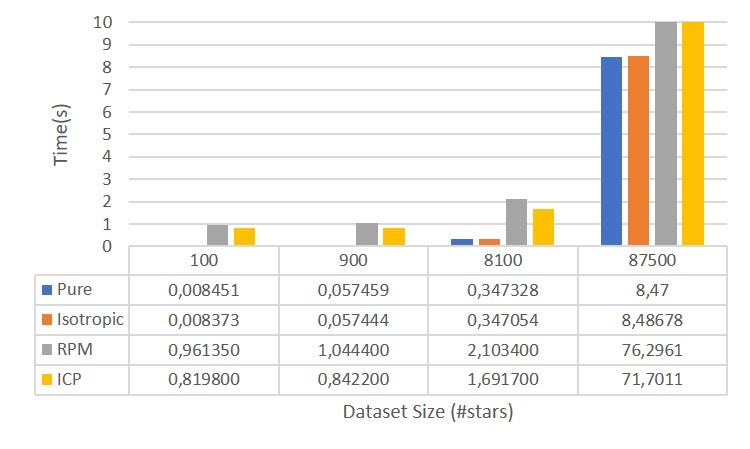 10
9
8
7
6
5
4
3
2
1
0
Time(s)
100 900 8100 87500
Pure 0,008451 0,057459 0,347328 8,47
Isotropic 0,008373 0,057444 0,347054 8,48678
RPM 0,961350 1,044400 2,103400 76,2961
ICP 0,819800 0,842200 1,691700 71,7011
Dataset Size (#stars)